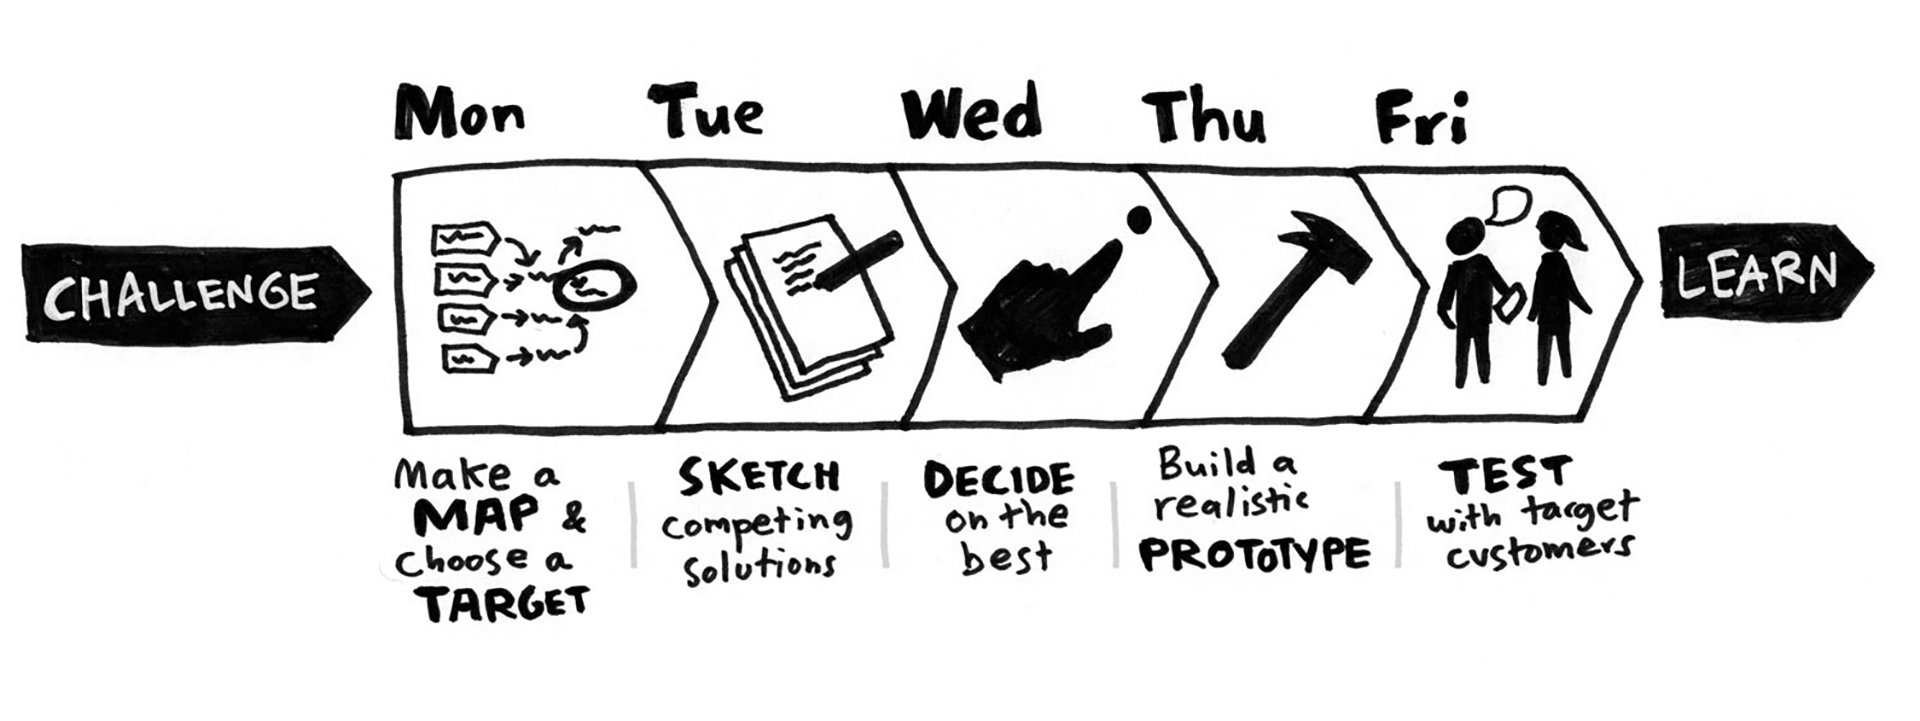 Mon
Tue
Wed
Thu
Fri
CHALLENGE
LEARN
Make a
MAP &
choose a
TARGET
SKETCH
competing
solutions
DECIDE
on the
best
Build a
realistic
PROTOTYPE
TEST
with target
customers